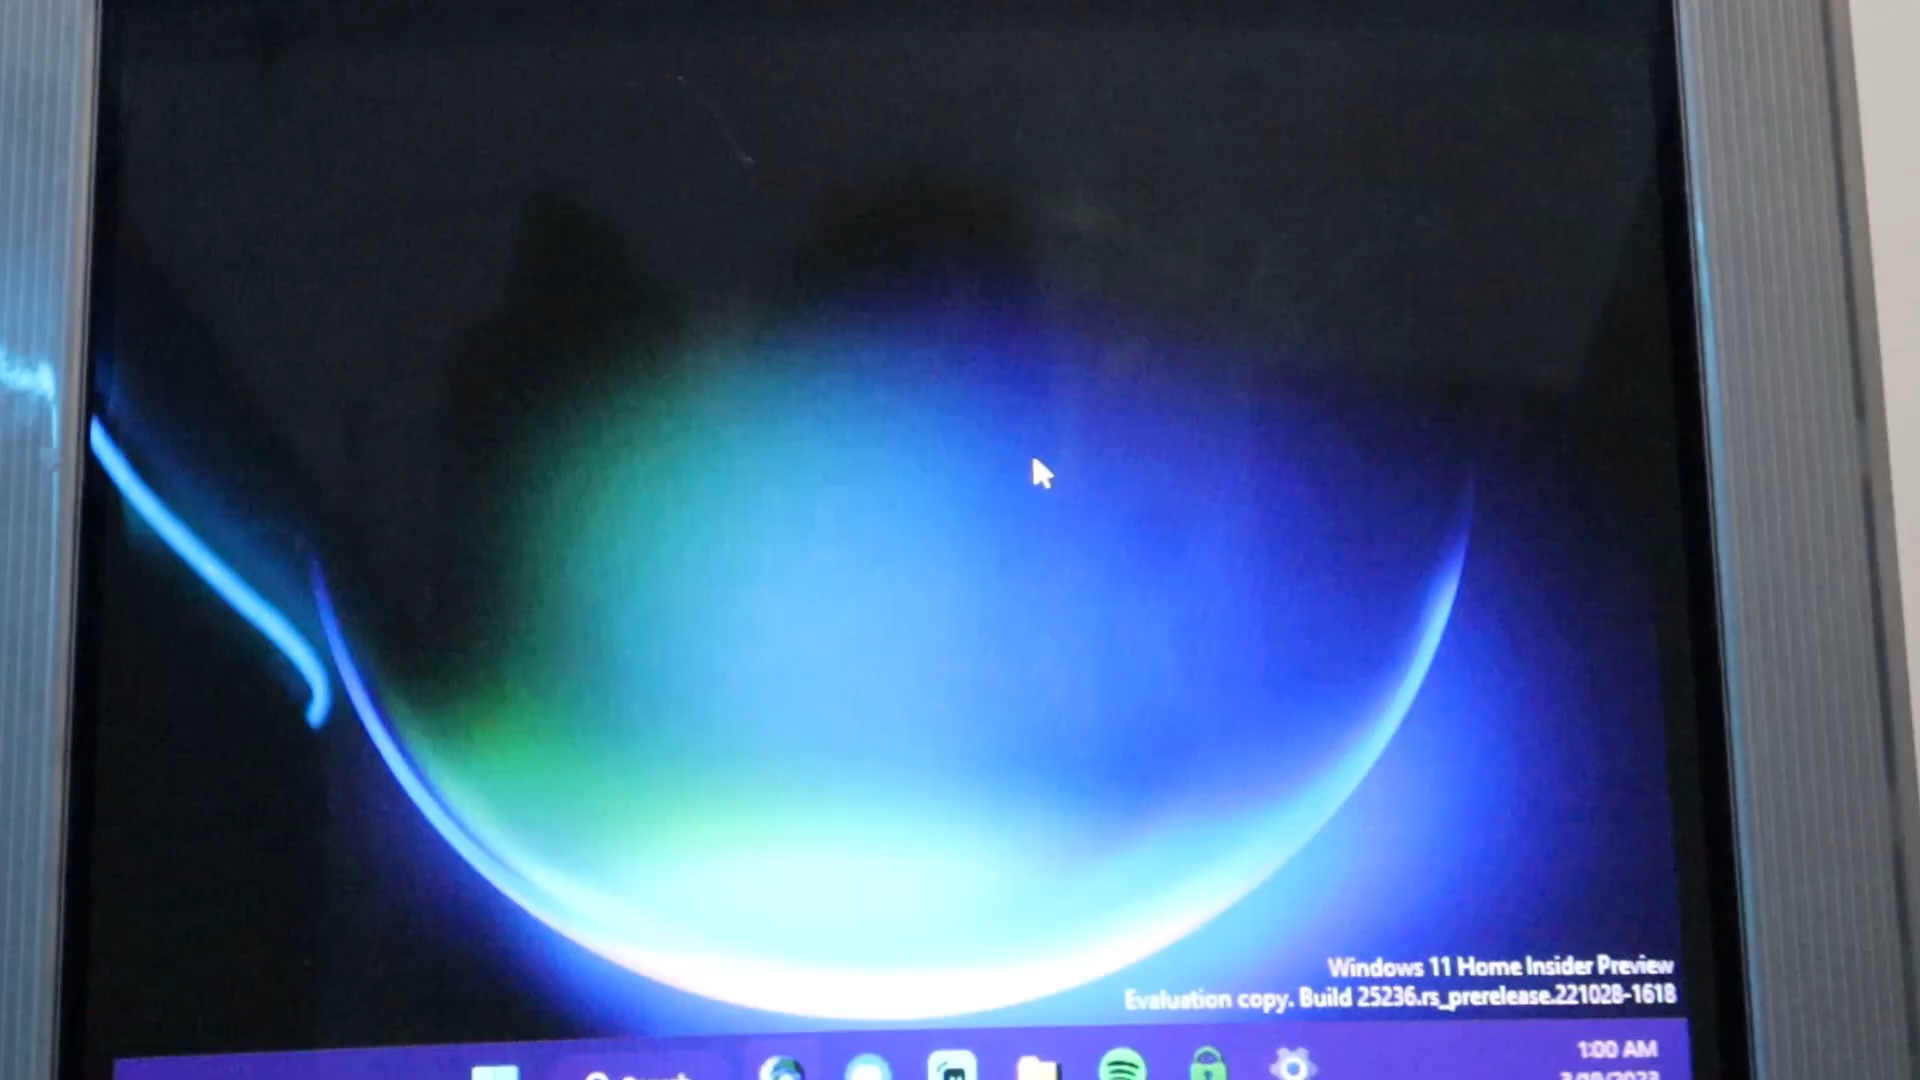 Windows 11 Home Insider Preview
Evaluation copy. Build 25236.rs_prerelease.221028-1618
1:00 AM